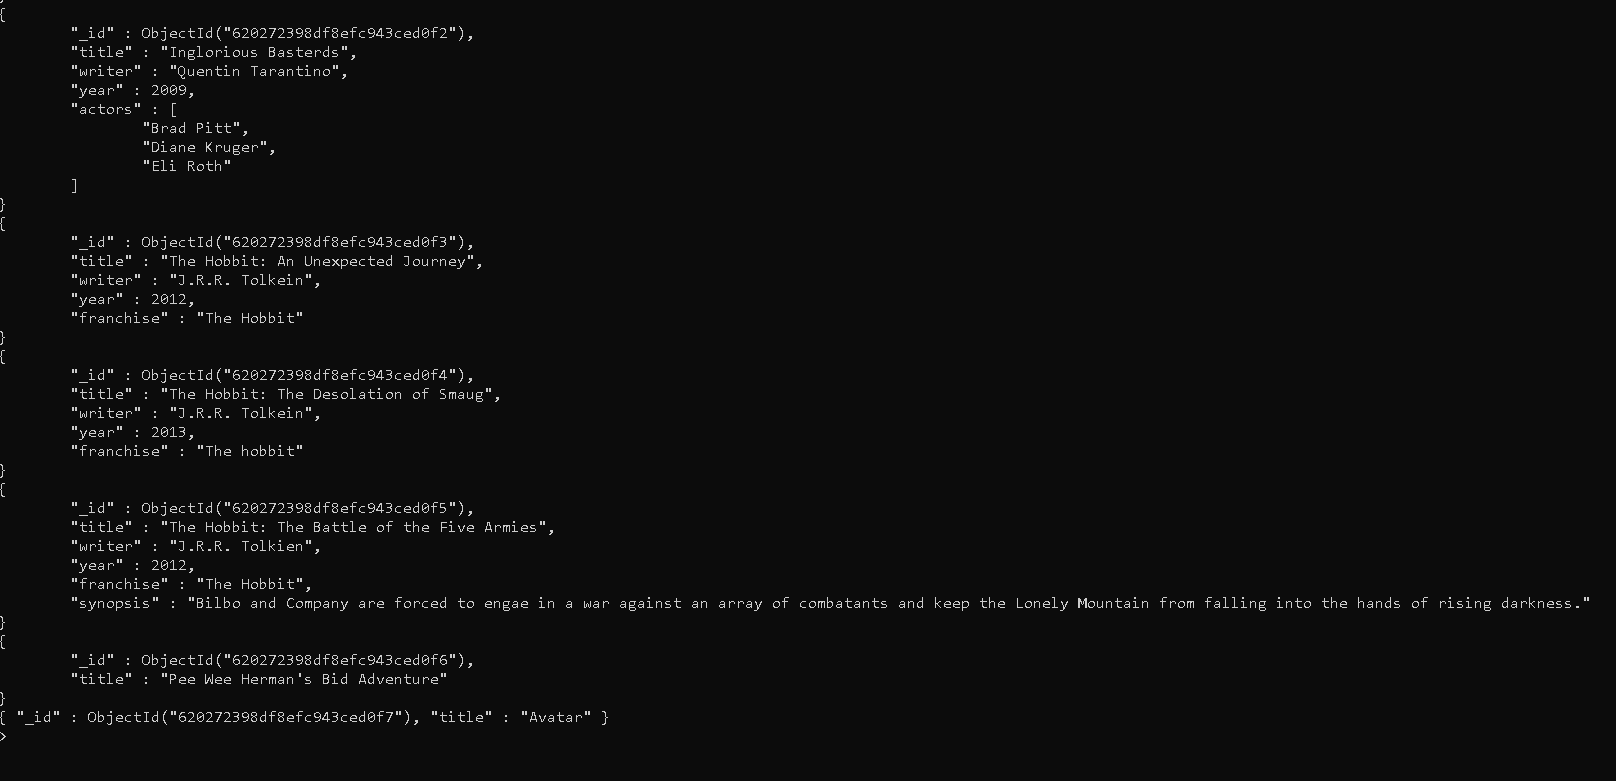 }
{
"_id" : ObjectId("620272398df8efc943ced0f2"),
"title" : "Inglorious Basterds",
"writer" : "Quentin Tarantino",
"year" : 2009,
"actors" : [
"Brad Pitt",
"Diane Kruger",
"Eli Roth"
]
}
{
"_id" : ObjectId("620272398df8efc943ced0f3"),
"title" : "The Hobbit: An Unexpected Journey",
"writer" : "J.R.R. Tolkein",
"year" : 2012,
"franchise" : "The Hobbit"
}
{
"_id" : ObjectId("620272398df8efc943ced0f4"),
"title" : "The Hobbit: The Desolation of Smaug",
"writer" : "J.R.R. Tolkein",
"year" : 2013,
"franchise" : "The hobbit"
}
{
"_id" : ObjectId("620272398df8efc943ced0f5"),
"title" : "The Hobbit: The Battle of the Five Armies",
"writer" : "J.R.R. Tolkien",
"year" : 2012,
"franchise" : "The Hobbit",
"synopsis" : "Bilbo and Company are forced to engae in a war against an array of combatants and keep the Lonely Mountain from falling into the hands of rising darkness."
}
{
"_id" : ObjectId("620272398df8efc943ced0f6"),
"title" : "Pee Wee Herman's Bid Adventure"
}
{ "_id" : ObjectId("620272398df8efc943ced0f7"), "title" : "Avatar" }
>